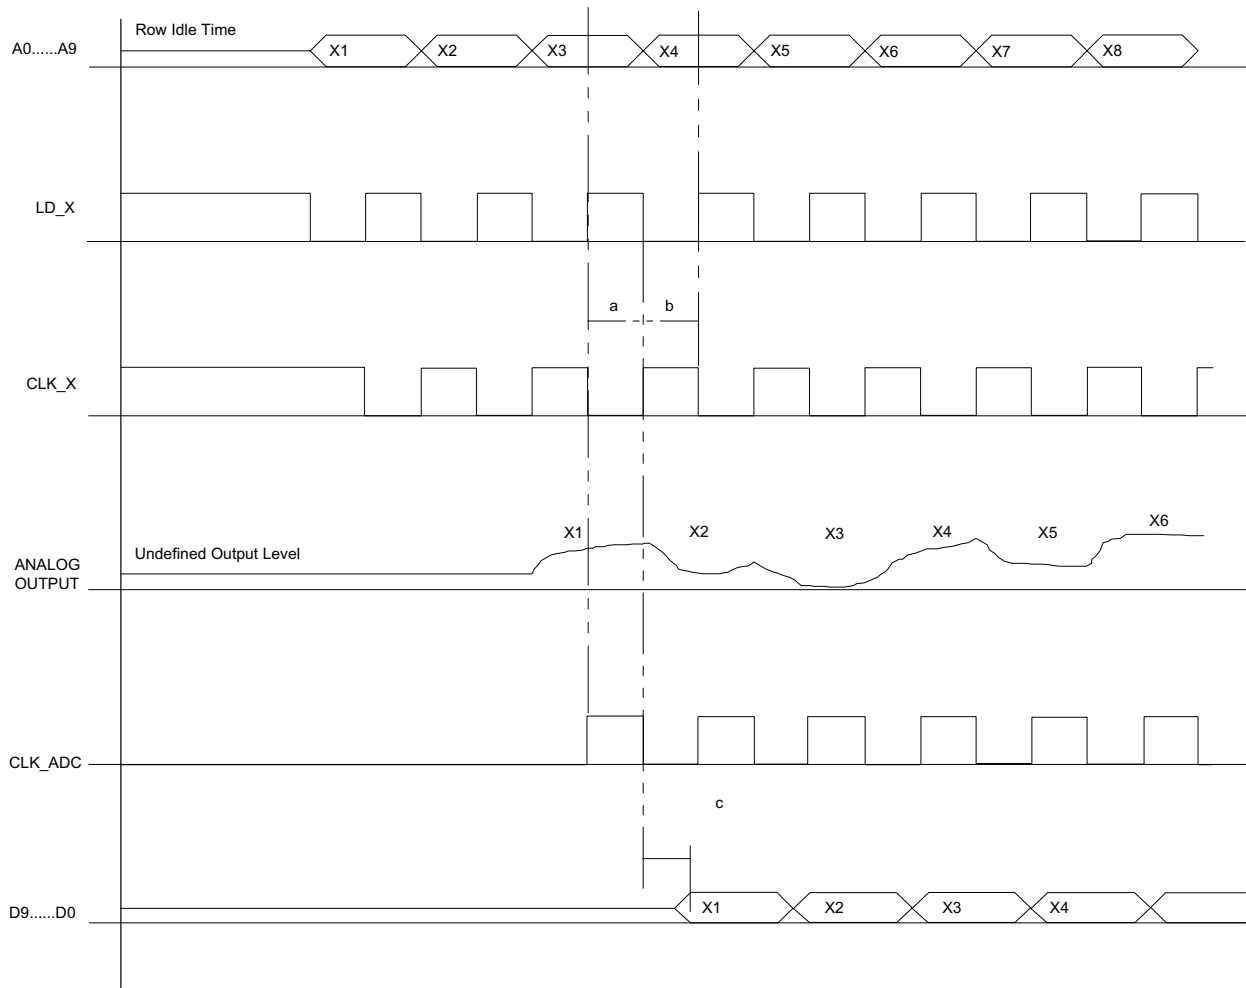 Row Idle Time
A0......A9
X1 X2 X3 X4 X5 X6 X7 X8
LD_X
a b
CLK_X
X1 X2 X3 X4 X5 X6
Undefined Output Level
ANALOG
OUTPUT
CLK_ADC
c
D9......D0
X1 X2 X3 X4